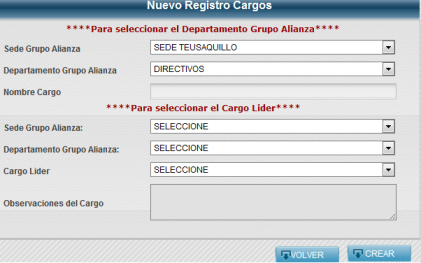 Nuevo Registro Cargos
****Para seleccionar el Departamento Grupo Alianza****
Sede Grupo Alianza SEDE TEUSAQUILLO
Departamento Grupo Alianza DIRECTIVOS
Nombre Cargo
****Para seleccionar el Cargo Lider****
Sede Grupo Alianza: SELECCIONE
Departamento Grupo Alianza: SELECCIONE
Cargo Lider SELECCIONE
Observaciones del Cargo
VOLVER CREAR